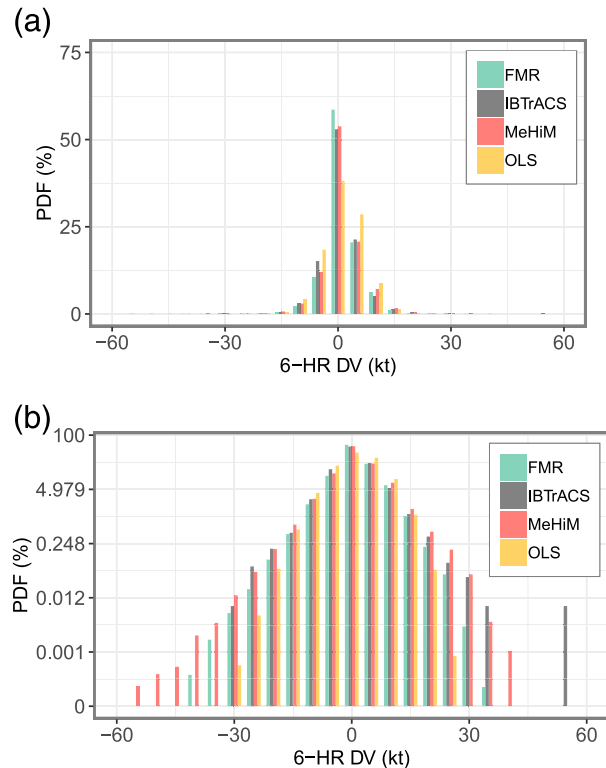 (a)
75
50
25
0
PDF (%)
FMR
IBTrACS
MeHiM
OLS
−60 −30 0 30 60
6-HR DV (kt)
(b)
100
4.979
0.248
0.012
0.001
0
PDF (%)
FMR
IBTrACS
MeHiM
OLS
−60 −30 0 30 60
6-HR DV (kt)